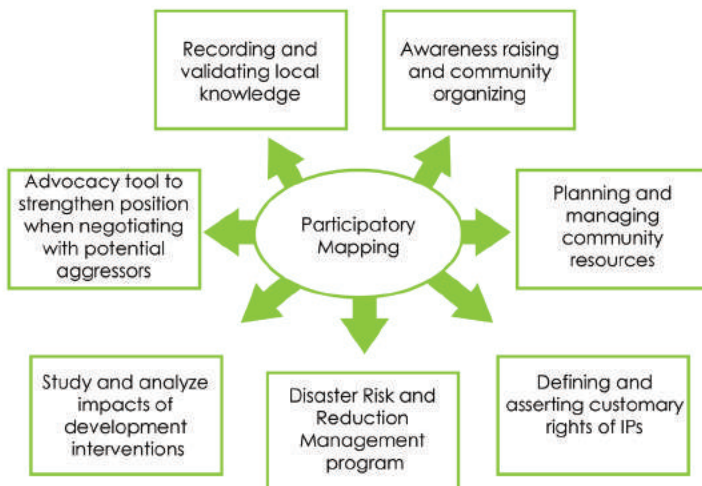 Recording and
validating local
knowledge
Awareness raising
and community
organizing
Advocacy tool to
strengthen position
when negotiating
with potential
aggressors
Participatory
Mapping
Planning and
managing
community
resources
Study and analyze
impacts of
development
interventions
Disaster Risk and
Reduction
Management
program
Defining and
asserting customary
rights of IPs